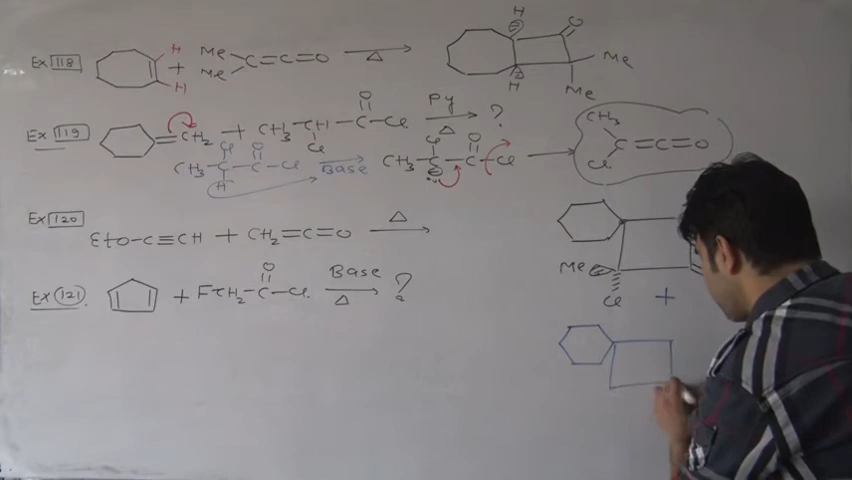 H
Ex 118 H + H Me Me C=C=O Δ O Me Me H
Ex 119 =CH₂ + CH₃-CH(Cl)-C(=O)-Cl Py Δ ? CH₃ Cl C=C=O
CH₃-C(Cl)(H)-C(=O)-Cl Base CH₃-C(Cl)-C(=O)-Cl
Ex 120 EtO-C≡CH + CH₂=C=O Δ
Me Cl +
Ex 121. + F-CH₂-C(=O)-Cl. Base Δ ?